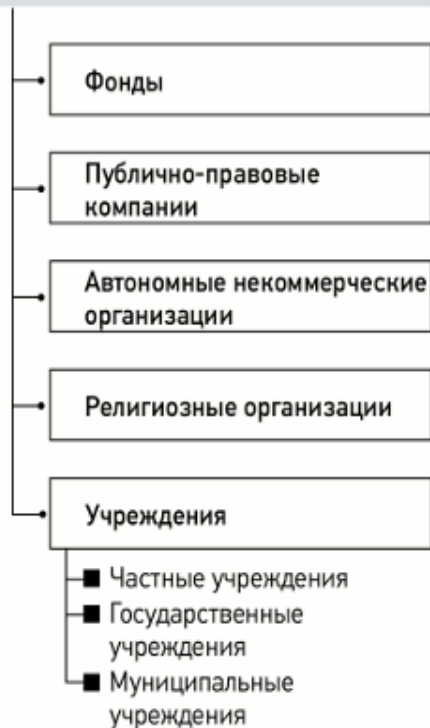 Фонды
Публично-правовые
компании
Автономные некоммерческие
организации
Религиозные организации
Учреждения
Частные учреждения
Государственные
учреждения
Муниципальные
учреждения